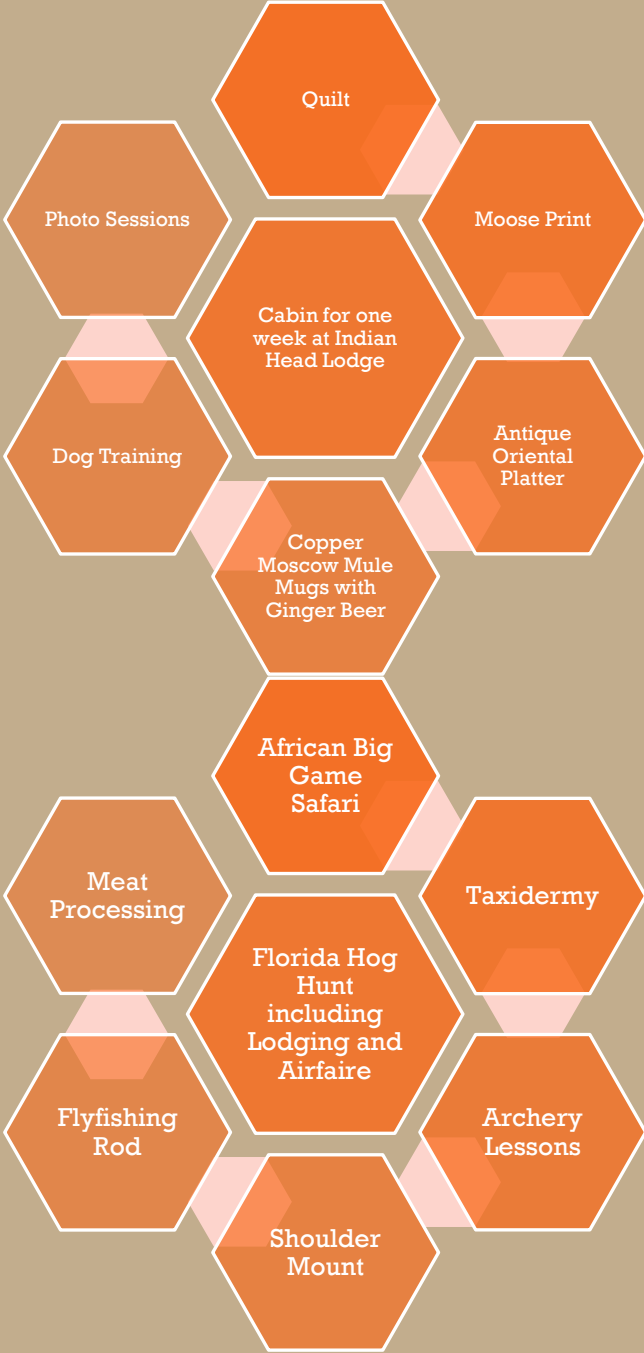 Quilt
Photo Sessions
Moose Print
Cabin for one
week at Indian
Head Lodge
Dog Training
Antique
Oriental
Platter
Copper
Moscow Mule
Mugs with
Ginger Beer
African Big
Game
Safari
Meat
Processing
Taxidermy
Florida Hog
Hunt
including
Lodging and
Airfaire
Flyfishing
Rod
Archery
Lessons
Shoulder
Mount